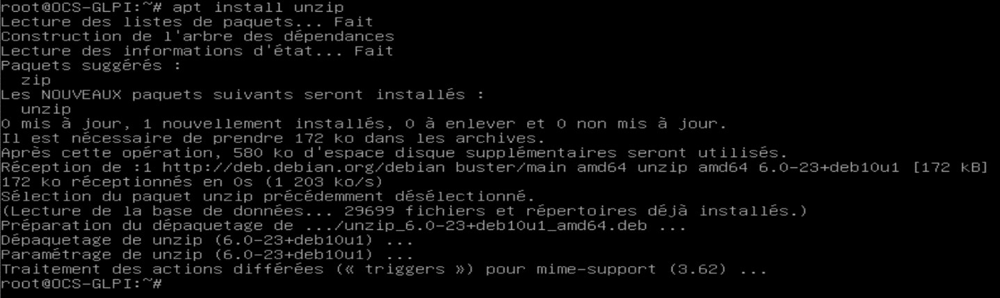 root@OCS-GLPI:~# apt install unzip
Lecture des listes de paquets... Fait
Construction de l'arbre des dépendances
Lecture des informations d'état... Fait
Paquets suggérés :
  zip
Les NOUVEAUX paquets suivants seront installés :
  unzip
0 mis à jour, 1 nouvellement installés, 0 à enlever et 0 non mis à jour.
Il est nécessaire de prendre 172 ko dans les archives.
Après cette opération, 580 ko d'espace disque supplémentaires seront utilisés.
Réception de :1 http://deb.debian.org/debian buster/main amd64 unzip amd64 6.0-23+deb10u1 [172 kB]
172 ko réceptionnés en 0s (1 203 ko/s)
Sélection du paquet unzip précédemment désélectionné.
(Lecture de la base de données... 29699 fichiers et répertoires déjà installés.)
Préparation du dépaquetage de .../unzip_6.0-23+deb10u1_amd64.deb ...
Dépaquetage de unzip (6.0-23+deb10u1) ...
Paramétrage de unzip (6.0-23+deb10u1) ...
Traitement des actions différées (« triggers ») pour mime-support (3.62) ...
root@OCS-GLPI:~#